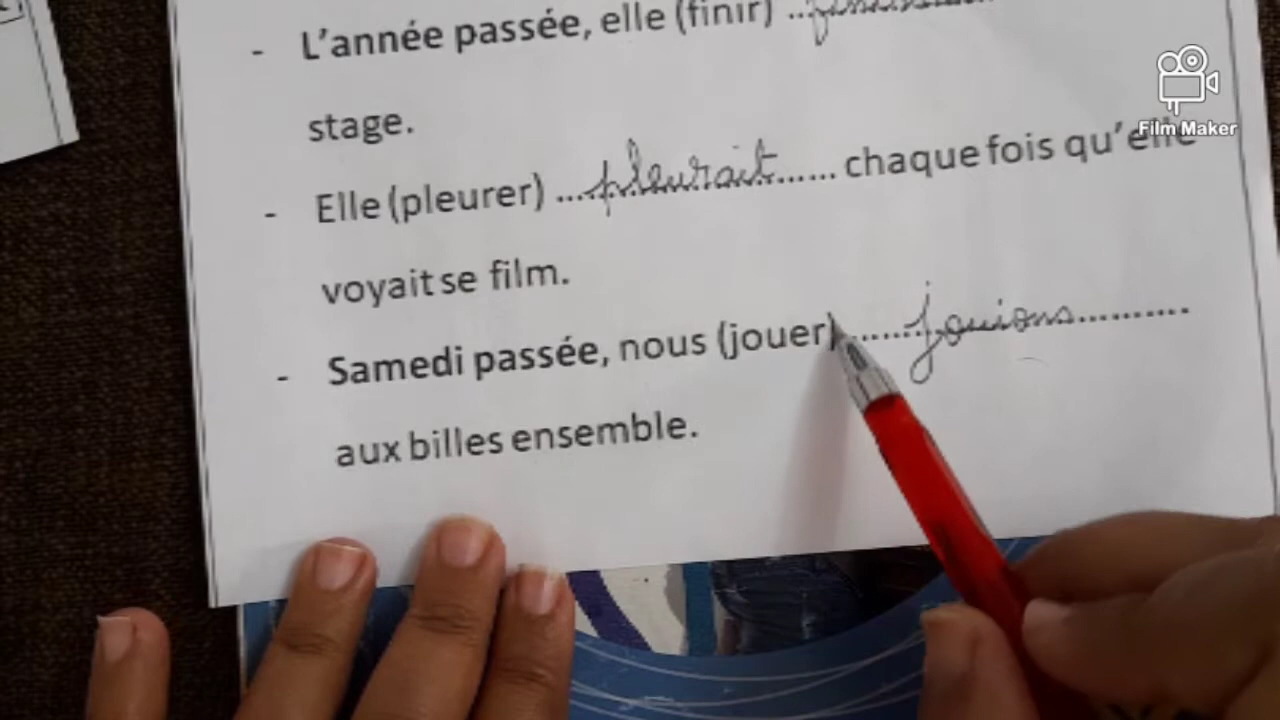 - L'année passée, elle (finir) ...
stage.
- Elle (pleurer) ....pleurait...... chaque fois qu'elle
voyait se film.
- Samedi passée, nous (jouer) ......jouions..........
aux billes ensemble.
Film Maker